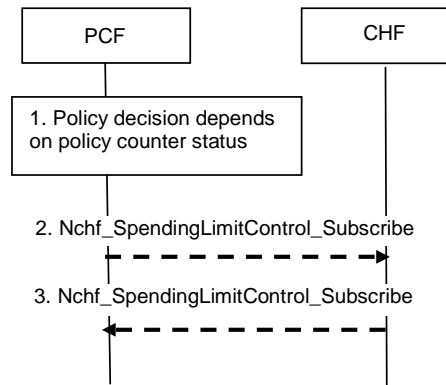 PCF
CHF
1. Policy decision depends
on policy counter status
2. Nchf_SpendingLimitControl_Subscribe
3. Nchf_SpendingLimitControl_Subscribe